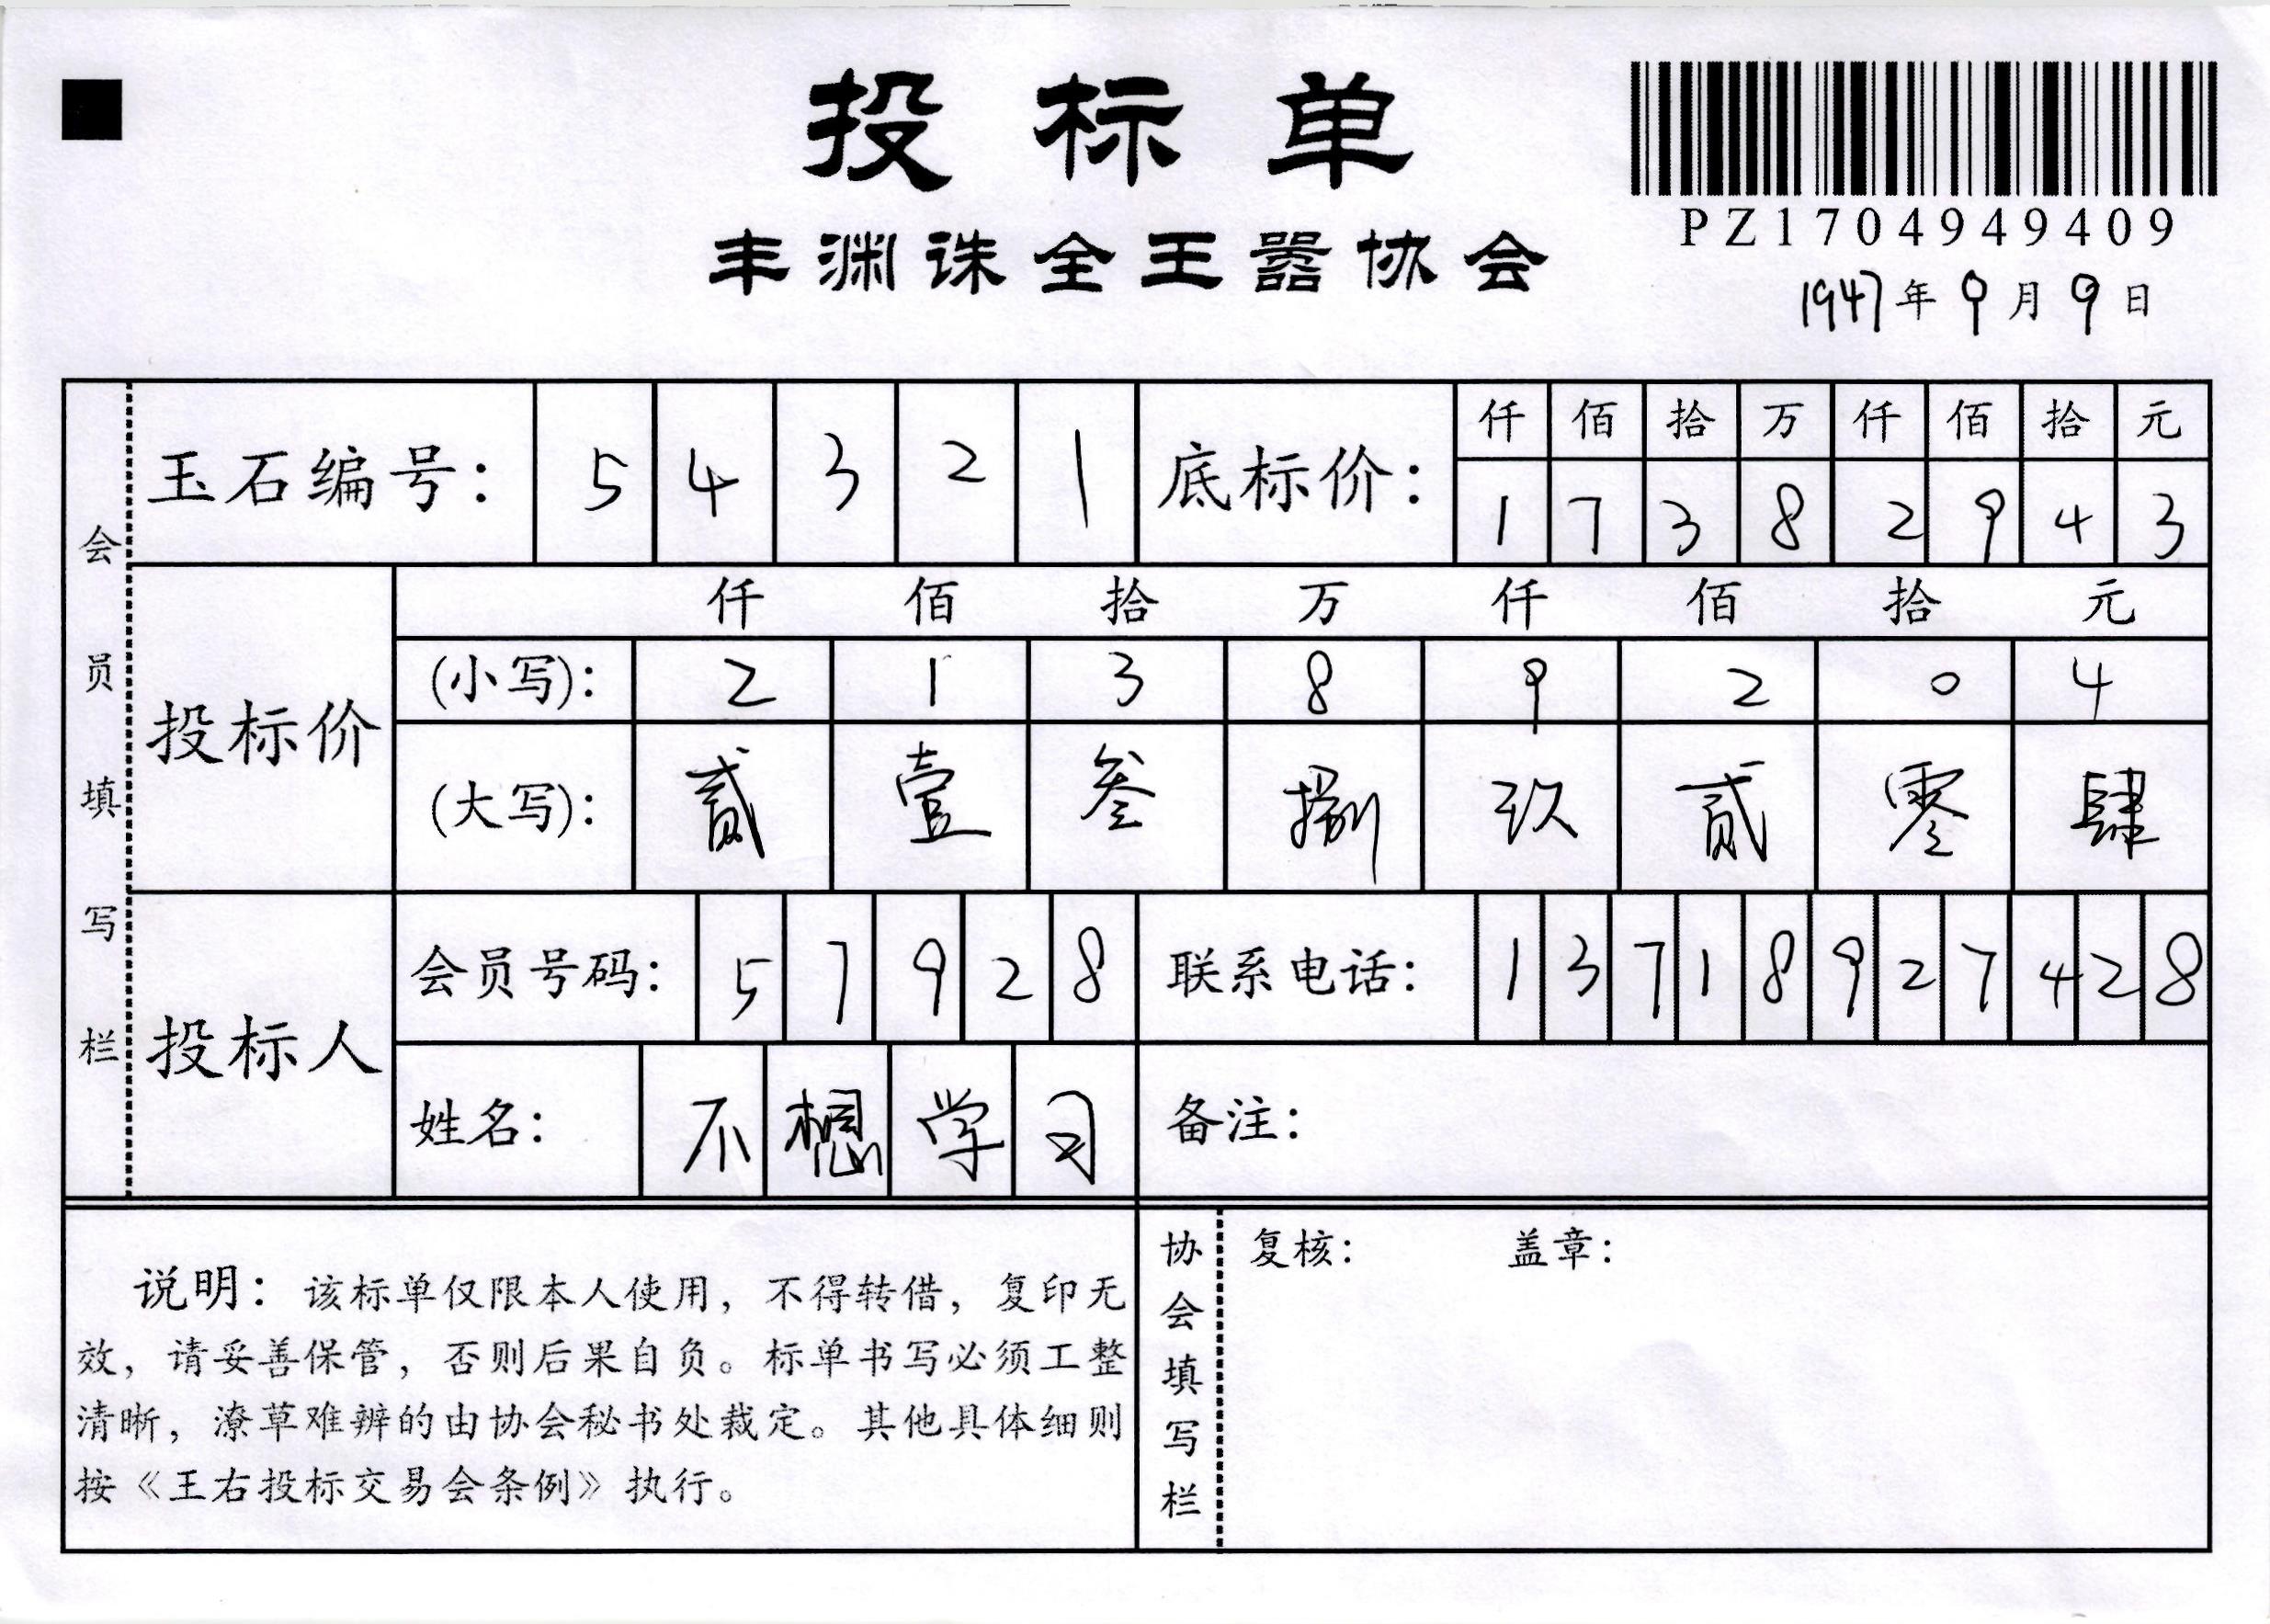 投标单
PZ1704949409
丰渊诛全王嚣协会
1947年9月9日
会员填写栏
玉石编号: 5 4 3 2 1 底标价: 仟 佰 拾 万 仟 佰 拾 元
1 7 3 8 2 9 4 3
投标价
仟 佰 拾 万 仟 佰 拾 元
(小写): 2 1 3 8 9 2 0 4
(大写): 贰 壹 叁 捌 玖 贰 零 肆
投标人
会员号码: 5 7 9 2 8 联系电话: 1 3 7 1 8 9 2 7 4 2 8
姓名: 不 想 学 习 备注:
说明: 该标单仅限本人使用, 不得转借, 复印无
效, 请妥善保管, 否则后果自负。标单书写必须工整
清晰, 潦草难辨的由协会秘书处裁定。其他具体细则
按《王右投标交易会条例》执行。
协会填写栏
复核: 盖章: